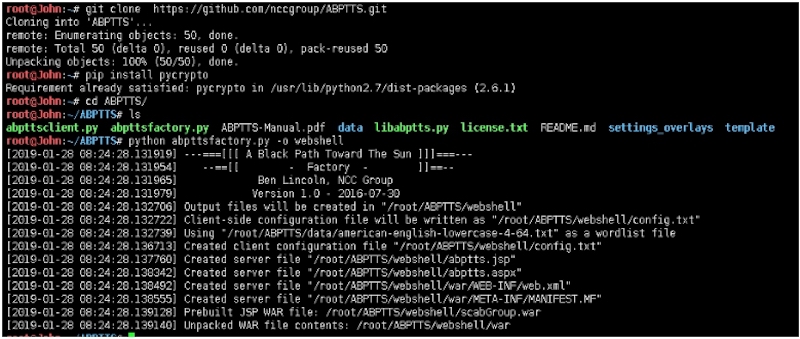 root@John:~# git clone  https://github.com/nccgroup/ABPTTS.git
Cloning into 'ABPTTS'...
remote: Enumerating objects: 50, done.
remote: Total 50 (delta 0), reused 0 (delta 0), pack-reused 50
Unpacking objects: 100% (50/50), done.
root@John:~# pip install pycrypto
Requirement already satisfied: pycrypto in /usr/lib/python2.7/dist-packages (2.6.1)
root@John:~# cd ABPTTS/
root@John:~/ABPTTS# ls
abpttsclient.py  abpttsfactory.py  ABPTTS-Manual.pdf  data  libabptts.py  license.txt  README.md  settings_overlays  template
root@John:~/ABPTTS# python abpttsfactory.py -o webshell
[2019-01-28 08:24:28.131919] ---===[[[ A Black Path Toward The Sun ]]]===---
[2019-01-28 08:24:28.131954]    --==[[       -  Factory  -       ]]==--
[2019-01-28 08:24:28.131965]            Ben Lincoln, NCC Group
[2019-01-28 08:24:28.131979]           Version 1.0 - 2016-07-30
[2019-01-28 08:24:28.132706] Output files will be created in "/root/ABPTTS/webshell"
[2019-01-28 08:24:28.132722] Client-side configuration file will be written as "/root/ABPTTS/webshell/config.txt"
[2019-01-28 08:24:28.132739] Using "/root/ABPTTS/data/american-english-lowercase-4-64.txt" as a wordlist file
[2019-01-28 08:24:28.136713] Created client configuration file "/root/ABPTTS/webshell/config.txt"
[2019-01-28 08:24:28.137760] Created server file "/root/ABPTTS/webshell/abptts.jsp"
[2019-01-28 08:24:28.138342] Created server file "/root/ABPTTS/webshell/abptts.aspx"
[2019-01-28 08:24:28.138492] Created server file "/root/ABPTTS/webshell/war/WEB-INF/web.xml"
[2019-01-28 08:24:28.138555] Created server file "/root/ABPTTS/webshell/war/META-INF/MANIFEST.MF"
[2019-01-28 08:24:28.139128] Prebuilt JSP WAR file: /root/ABPTTS/webshell/scabGroup.war
[2019-01-28 08:24:28.139140] Unpacked WAR file contents: /root/ABPTTS/webshell/war
root@John:~/ABPTTS#